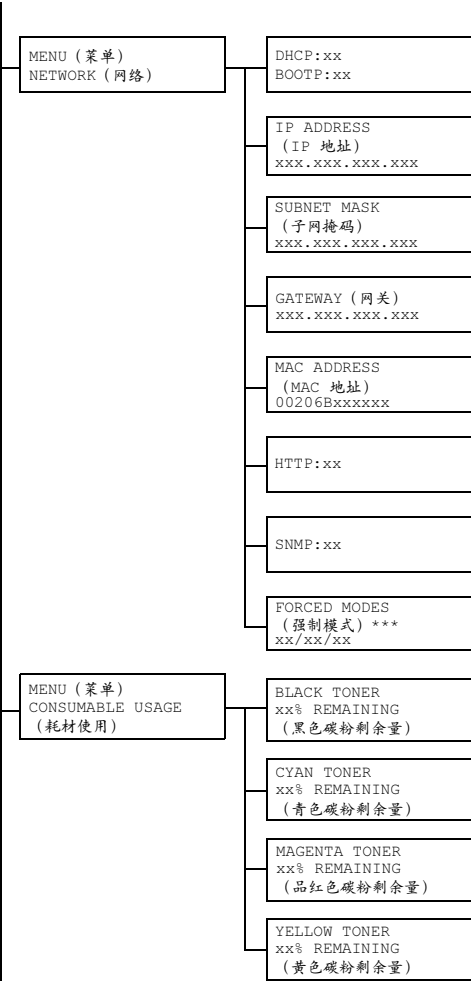 MENU (菜单)
NETWORK (网络)
DHCP:xx
BOOTP:xx
IP ADDRESS
(IP 地址)
xxx.xxx.xxx.xxx
SUBNET MASK
(子网掩码)
xxx.xxx.xxx.xxx
GATEWAY (网关)
xxx.xxx.xxx.xxx
MAC ADDRESS
(MAC 地址)
00206Bxxxxxx
HTTP:xx
SNMP:xx
FORCED MODES
(强制模式) ***
xx/xx/xx
MENU (菜单)
CONSUMABLE USAGE
(耗材使用)
BLACK TONER
xx% REMAINING
(黑色碳粉剩余量)
CYAN TONER
xx% REMAINING
(青色碳粉剩余量)
MAGENTA TONER
xx% REMAINING
(品红色碳粉剩余量)
YELLOW TONER
xx% REMAINING
(黄色碳粉剩余量)